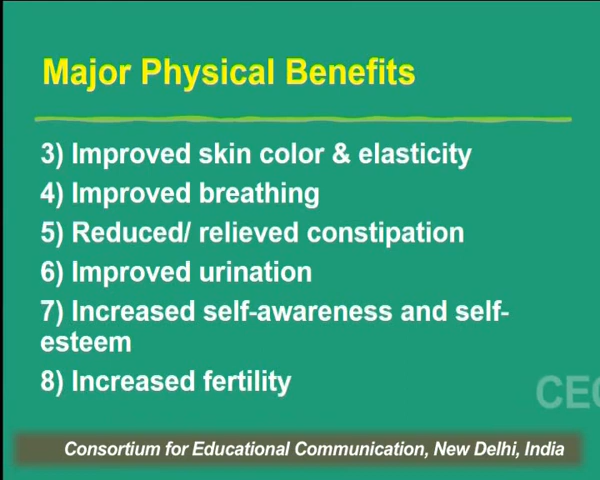 Major Physical Benefits
3) Improved skin color & elasticity
4) Improved breathing
5) Reduced/ relieved constipation
6) Improved urination
7) Increased self-awareness and self-
esteem
8) Increased fertility
CEC
Consortium for Educational Communication, New Delhi, India